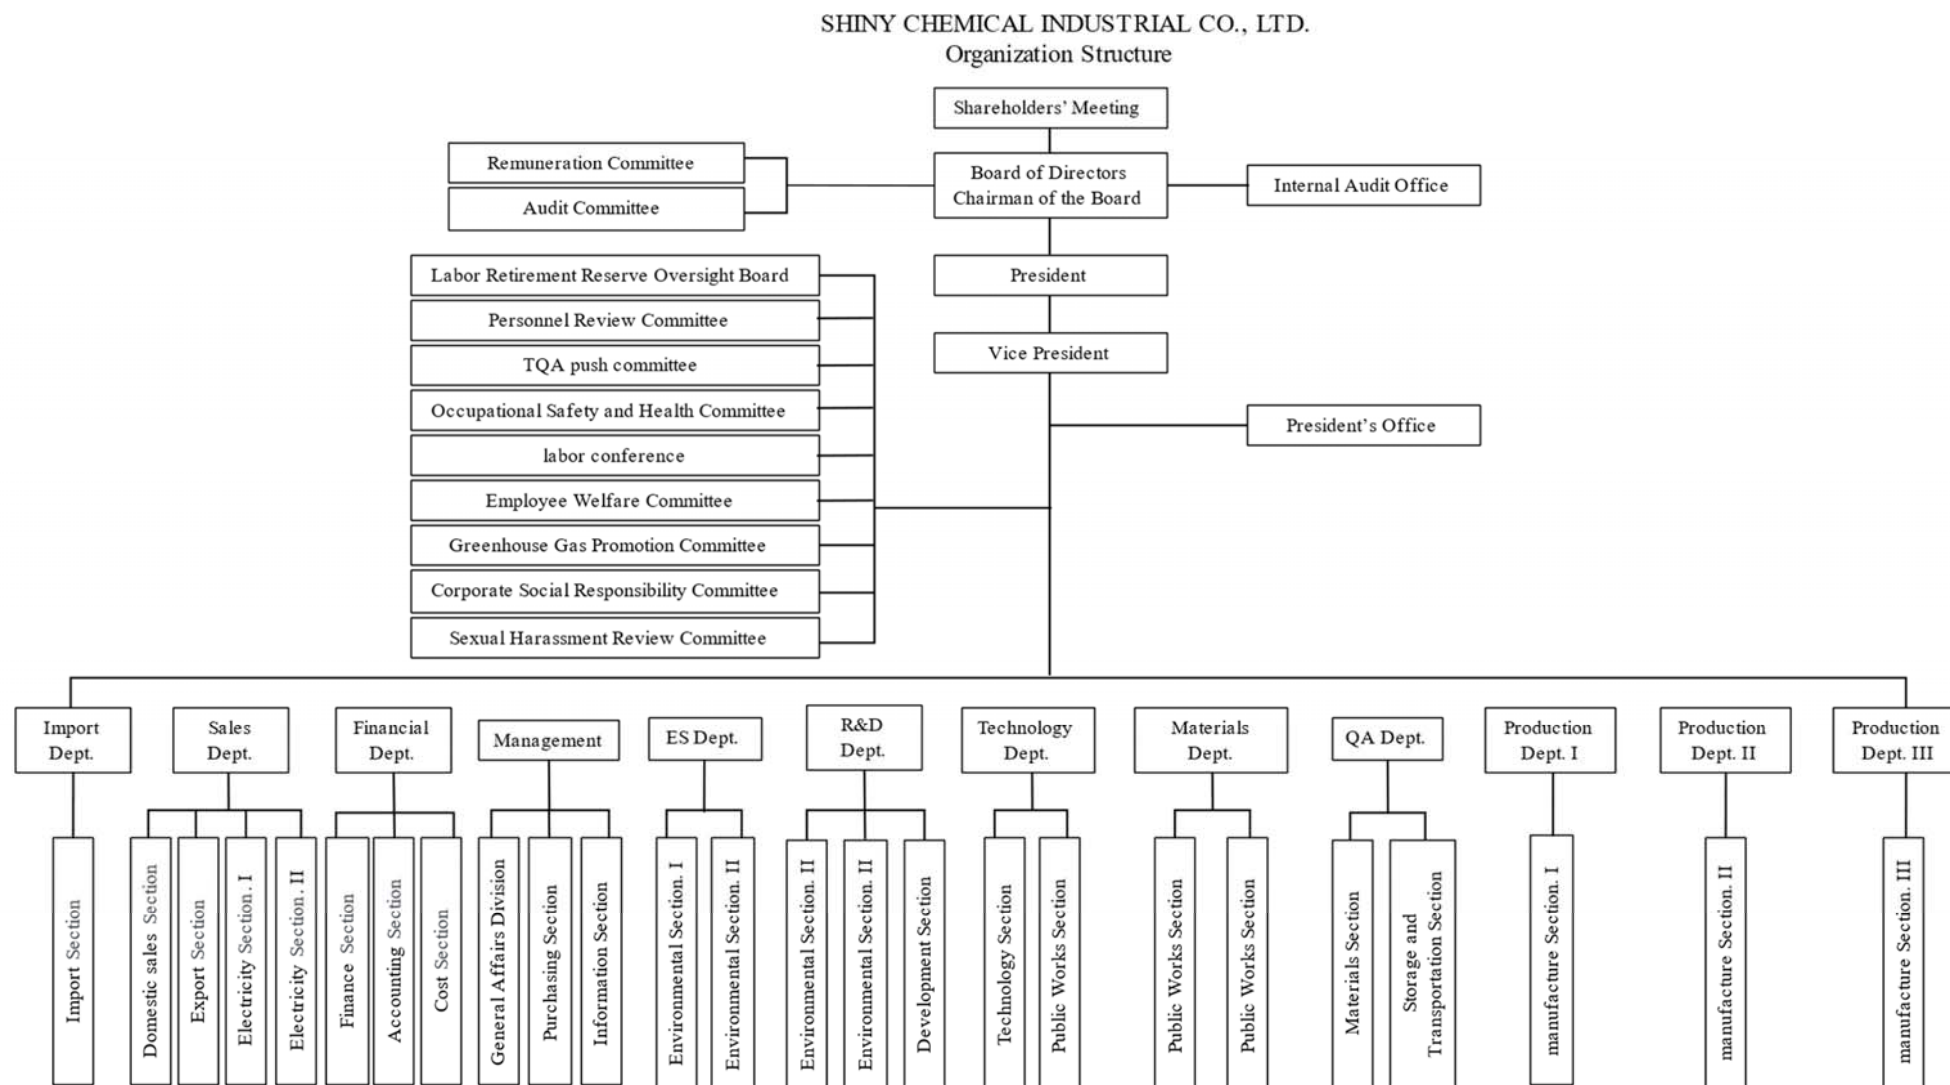 SHINY CHEMICAL INDUSTRIAL CO., LTD.
Organization Structure
Shareholders' Meeting
Remuneration Committee
Audit Committee
Board of Directors
Chairman of the Board
Internal Audit Office
Labor Retirement Reserve Oversight Board
Personnel Review Committee
TQA push committee
Occupational Safety and Health Committee
labor conference
Employee Welfare Committee
Greenhouse Gas Promotion Committee
Corporate Social Responsibility Committee
Sexual Harassment Review Committee
President
Vice President
President's Office
Import
Dept.
Sales
Dept.
Financial
Dept.
Management
ES Dept.
R&D
Dept.
Technology
Dept.
Materials
Dept.
QA Dept.
Production
Dept. I
Production
Dept. II
Production
Dept. III
Import Section
Domestic sales Section
Export Section
Electricity Section. I
Electricity Section. II
Finance Section
Accounting Section
Cost Section
General Affairs Division
Purchasing Section
Information Section
Environmental Section. I
Environmental Section. II
Environmental Section. II
Environmental Section. II
Development Section
Technology Section
Public Works Section
Public Works Section
Public Works Section
Materials Section
Storage and
Transportation Section
manufacture Section. I
manufacture Section. II
manufacture Section. III